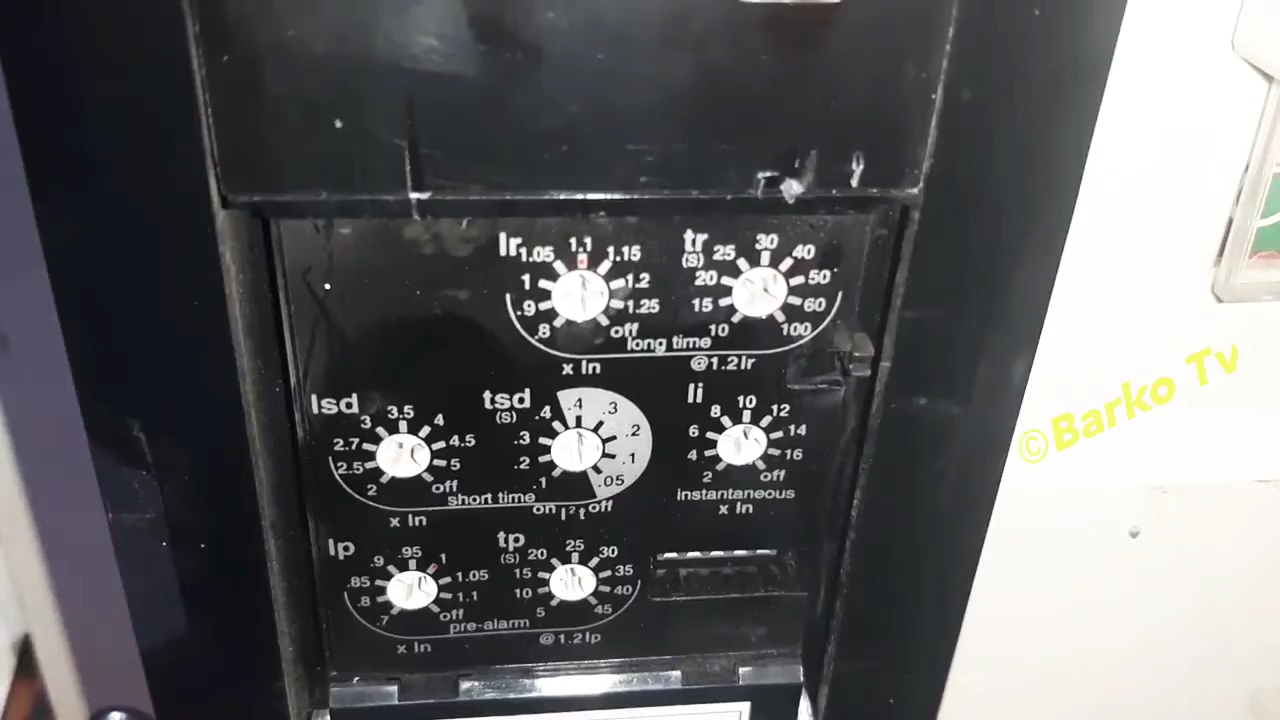 Ir 1.05 1.1 1.15
1 1.2
.9 1.25
.8 off
long time
x In
tr (S) 25 30 40
20 50
15 60
10 100
@1.2Ir
Isd 3 3.5 4
2.7 4.5
2.5 5
2 off
short time
x In
tsd (S) .4 .4 .3
.3 .2
.2 .1
.1 .05
on I²t off
Ii 8 10 12
6 14
4 16
2 off
instantaneous
x In
Ip .9 .95 1
.85 1.05
.8 1.1
.7 off
pre-alarm
x In
tp (S) 20 25 30
15 35
10 40
5 45
@1.2Ip
©Barko Tv